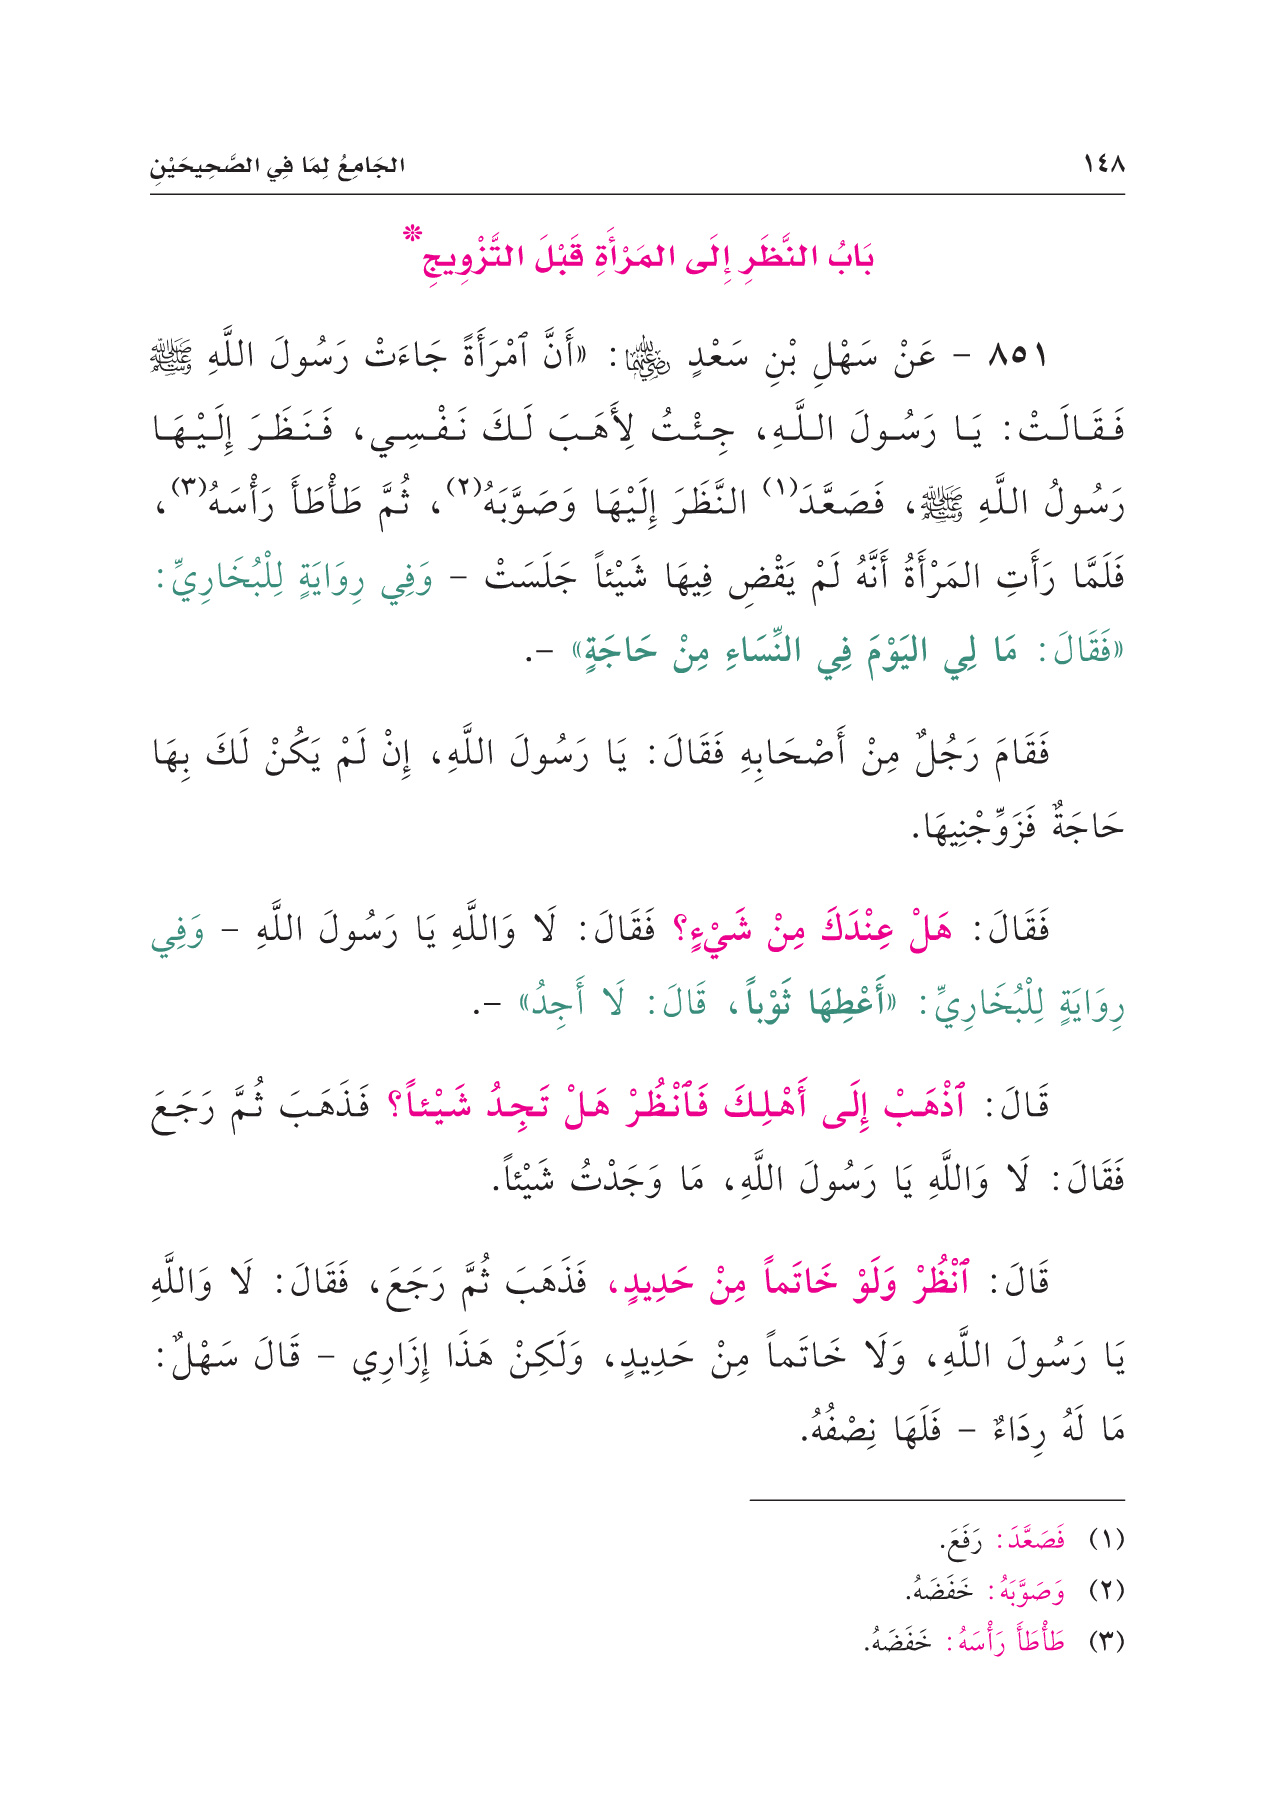 ١٤٨ الجَامِعُ لِمَا فِي الصَّحِيحَيْنِ
بَابُ النَّظَرِ إِلَى المَرْأَةِ قَبْلَ التَّزْوِيجِ*
٨٥١ - عَنْ سَهْلِ بْنِ سَعْدٍ رضي الله عنهما: «أَنَّ ٱمْرَأَةً جَاءَتْ رَسُولَ اللَّهِ ﷺ
فَقَالَتْ: يَا رَسُولَ اللَّهِ، جِئْتُ لِأَهَبَ لَكَ نَفْسِي، فَنَظَرَ إِلَيْهَا
رَسُولُ اللَّهِ ﷺ، فَصَعَّدَ(١) النَّظَرَ إِلَيْهَا وَصَوَّبَهُ(٢)، ثُمَّ طَأْطَأَ رَأْسَهُ(٣)،
فَلَمَّا رَأَتِ المَرْأَةُ أَنَّهُ لَمْ يَقْضِ فِيهَا شَيْئاً جَلَسَتْ - وَفِي رِوَايَةٍ لِلْبُخَارِيِّ:
«فَقَالَ: مَا لِي اليَوْمَ فِي النِّسَاءِ مِنْ حَاجَةٍ» -.
فَقَامَ رَجُلٌ مِنْ أَصْحَابِهِ فَقَالَ: يَا رَسُولَ اللَّهِ، إِنْ لَمْ يَكُنْ لَكَ بِهَا
حَاجَةٌ فَزَوِّجْنِيهَا.
فَقَالَ: هَلْ عِنْدَكَ مِنْ شَيْءٍ؟ فَقَالَ: لَا وَاللَّهِ يَا رَسُولَ اللَّهِ - وَفِي
رِوَايَةٍ لِلْبُخَارِيِّ: «أَعْطِهَا ثَوْباً، قَالَ: لَا أَجِدُ» -.
قَالَ: ٱذْهَبْ إِلَى أَهْلِكَ فَٱنْظُرْ هَلْ تَجِدُ شَيْئاً؟ فَذَهَبَ ثُمَّ رَجَعَ
فَقَالَ: لَا وَاللَّهِ يَا رَسُولَ اللَّهِ، مَا وَجَدْتُ شَيْئاً.
قَالَ: ٱنْظُرْ وَلَوْ خَاتَماً مِنْ حَدِيدٍ، فَذَهَبَ ثُمَّ رَجَعَ، فَقَالَ: لَا وَاللَّهِ
يَا رَسُولَ اللَّهِ، وَلَا خَاتَماً مِنْ حَدِيدٍ، وَلَكِنْ هَذَا إِزَارِي - قَالَ سَهْلٌ:
مَا لَهُ رِدَاءٌ - فَلَهَا نِصْفُهُ.
(١) فَصَعَّدَ: رَفَعَ.
(٢) وَصَوَّبَهُ: خَفَضَهُ.
(٣) طَأْطَأَ رَأْسَهُ: خَفَضَهُ.